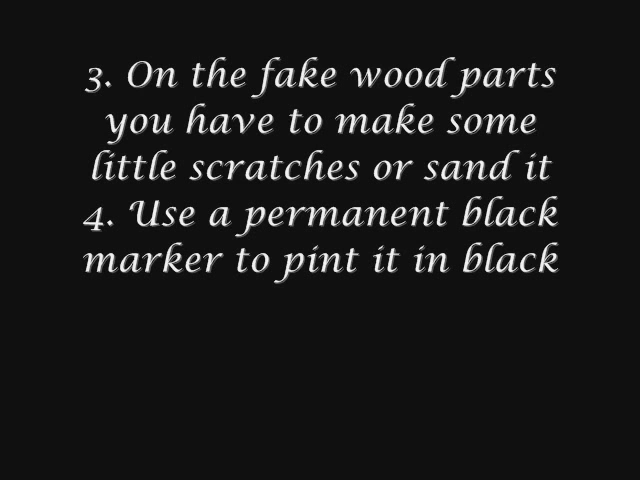 3. On the fake wood parts
you have to make some
little scratches or sand it
4. Use a permanent black
marker to pint it in black